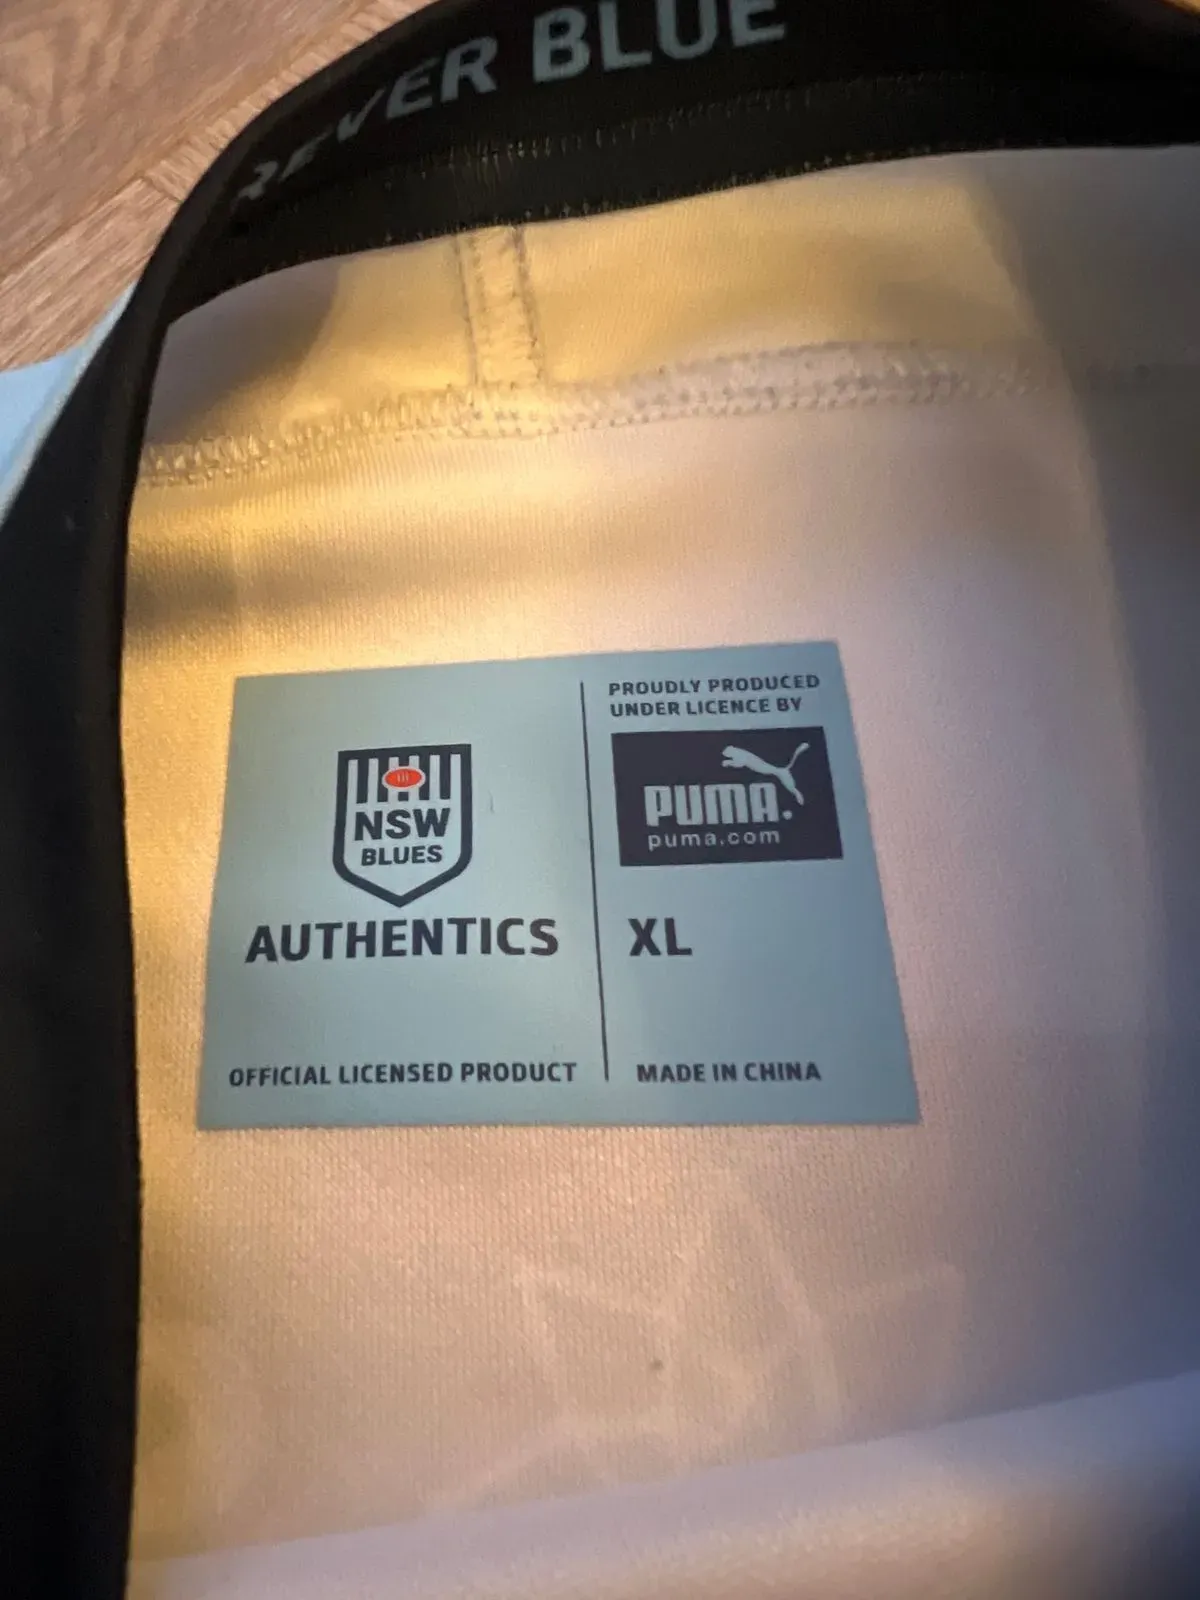 REVER BLUE
NSW
BLUES
AUTHENTICS
OFFICIAL LICENSED PRODUCT
PROUDLY PRODUCED
UNDER LICENCE BY
PUMA.
puma.com
XL
MADE IN CHINA